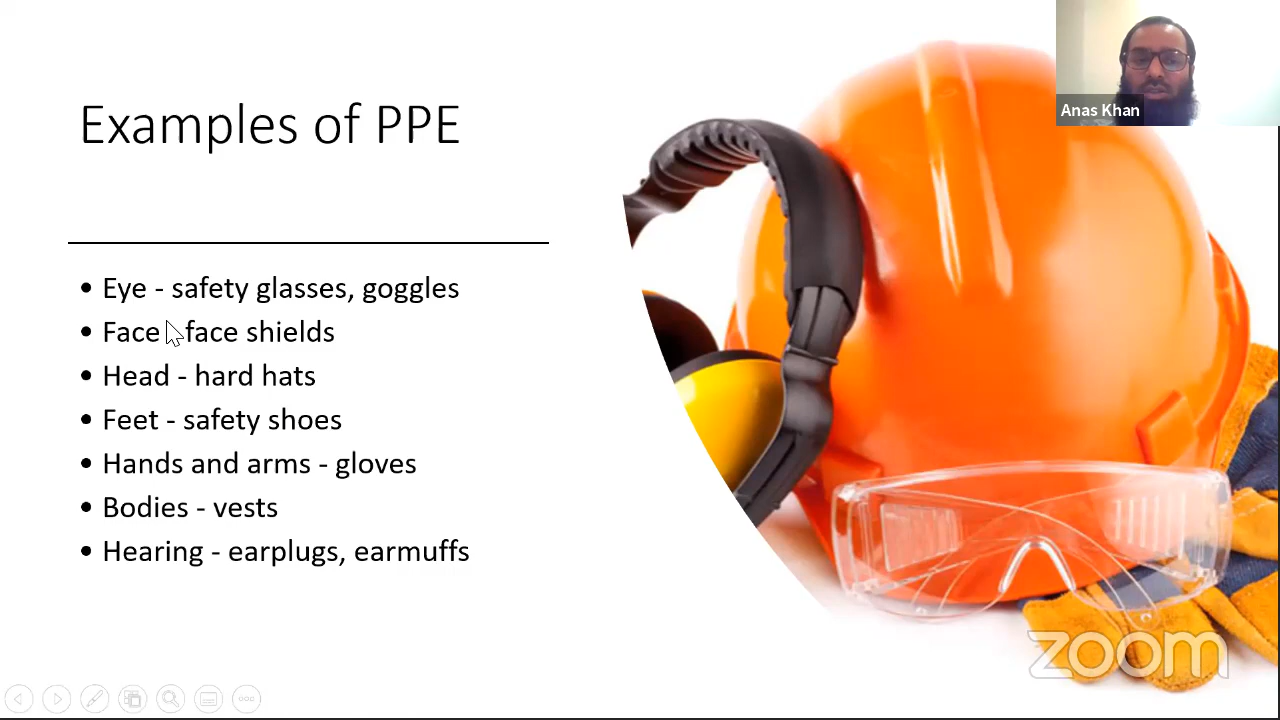 Examples of PPE
Anas Khan
• Eye - safety glasses, goggles
• Face - face shields
• Head - hard hats
• Feet - safety shoes
• Hands and arms - gloves
• Bodies - vests
• Hearing - earplugs, earmuffs
zoom